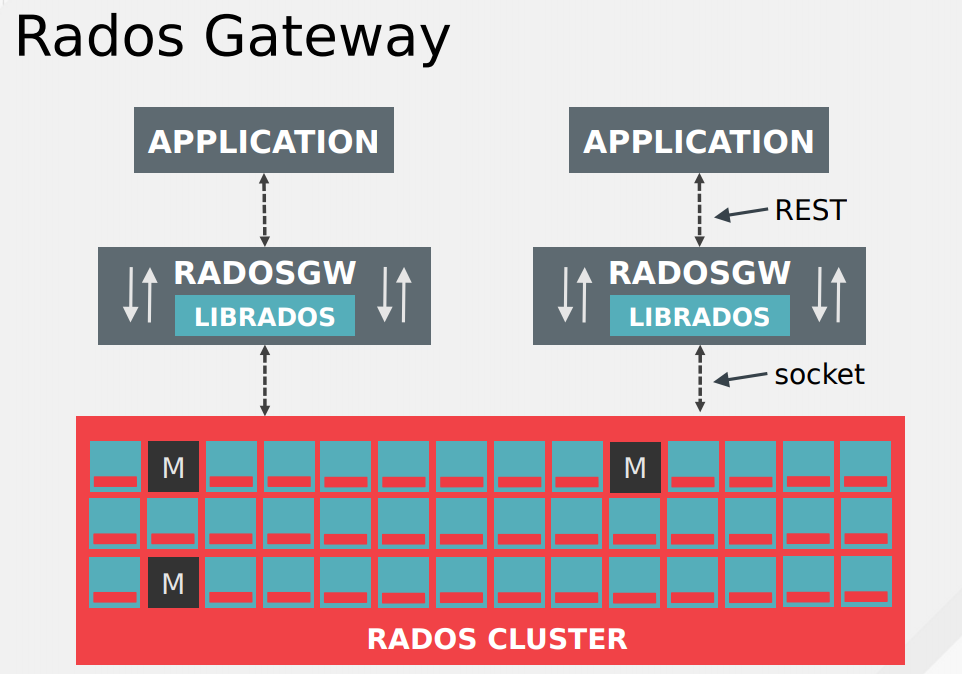 Rados Gateway
APPLICATION
APPLICATION
REST
RADOSGW
RADOSGW
LIBRADOS
LIBRADOS
socket
M
M
M
RADOS CLUSTER